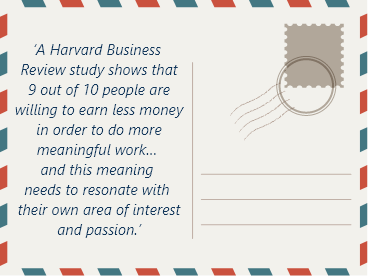 ‘A Harvard Business
Review study shows that
9 out of 10 people are
willing to earn less money
in order to do more
meaningful work...
and this meaning
needs to resonate with
their own area of interest
and passion.’